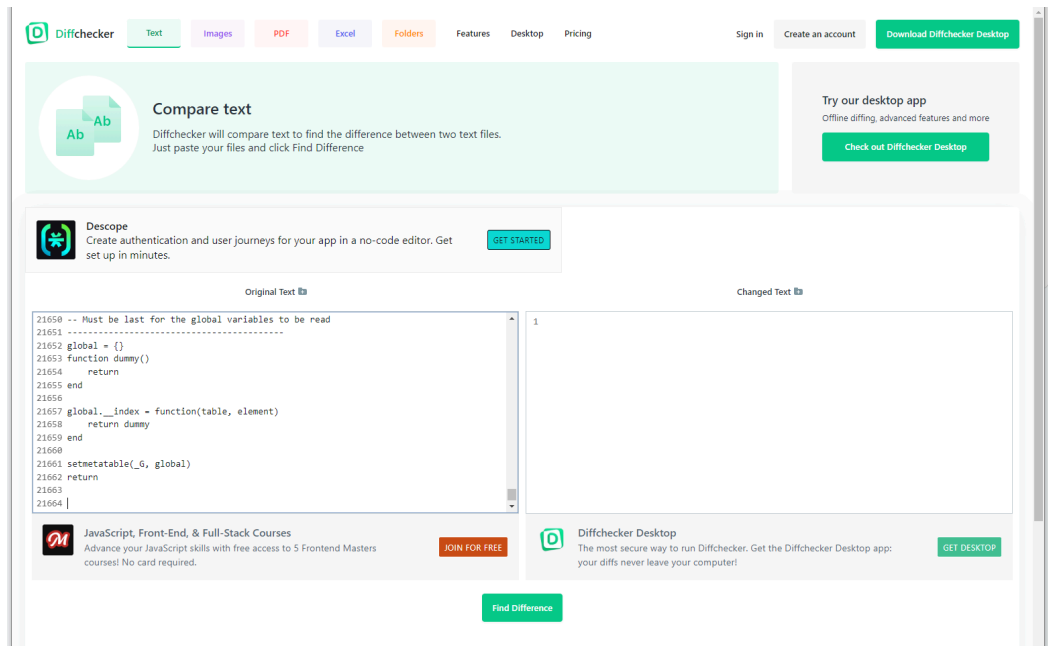 Diffchecker Text Images PDF Excel Folders Features Desktop Pricing Sign in Create an account Download Diffchecker Desktop
Ab Ab
Compare text
Diffchecker will compare text to find the difference between two text files.
Just paste your files and click Find Difference
Try our desktop app
Offline diffing, advanced features and more
Check out Diffchecker Desktop
Descope
Create authentication and user journeys for your app in a no-code editor. Get
set up in minutes.
GET STARTED
Original Text
Changed Text
21650 -- Must be last for the global variables to be read
21651 ------------------------------------------
21652 global = {}
21653 function dummy()
21654     return
21655 end
21656
21657 global.__index = function(table, element)
21658     return dummy
21659 end
21660
21661 setmetatable(_G, global)
21662 return
21663
21664
1
JavaScript, Front-End, & Full-Stack Courses
Advance your JavaScript skills with free access to 5 Frontend Masters
courses! No card required.
JOIN FOR FREE
Diffchecker Desktop
The most secure way to run Diffchecker. Get the Diffchecker Desktop app:
your diffs never leave your computer!
GET DESKTOP
Find Difference